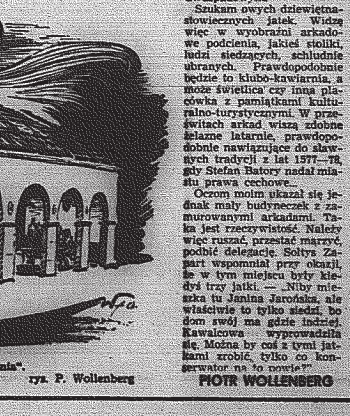 Szukam owych dziewiętna-
stowiecznych jatek. Widzę
więc w wyobraźni arkado-
we podcienia, jakieś stoliki,
ludzi siedzących, schludnie
ubranych. Prawdopodobnie
będzie to klubo-kawiarnia, a
może świetlica czy inna pla-
cówka z pamiątkami kultu-
ralno-turystycznymi. W prze-
świtach arkad wiszą zdobne
żelazne latarnie, prawdopo-
dobnie nawiązujące do sław-
nych tradycji z lat 1577—78,
gdy Stefan Batory nadał mia-
stu prawa cechowe...
Oczom moim ukazał się je-
dnak mały budyneczek z za-
murowanymi arkadami. Ta-
ka jest rzeczywistość. Należy
więc ruszać, przestać marzyć,
podbić delegację. Sołtys Za-
part wspomniał przy okazji,
że w tym miejscu były kie-
dyś trzy jatki. — „Niby mie-
szka tu Janina Jarońska, ale
właściwie to tylko siedzi, bo
dom swój ma gdzie indziej.
Kawalcowa wyprowadziła
się. Można by coś z tymi jat-
kami zrobić, tylko co kon-
serwator na to powie?"
PIOTR WOLLENBERG
nia".
rys. P. Wollenberg